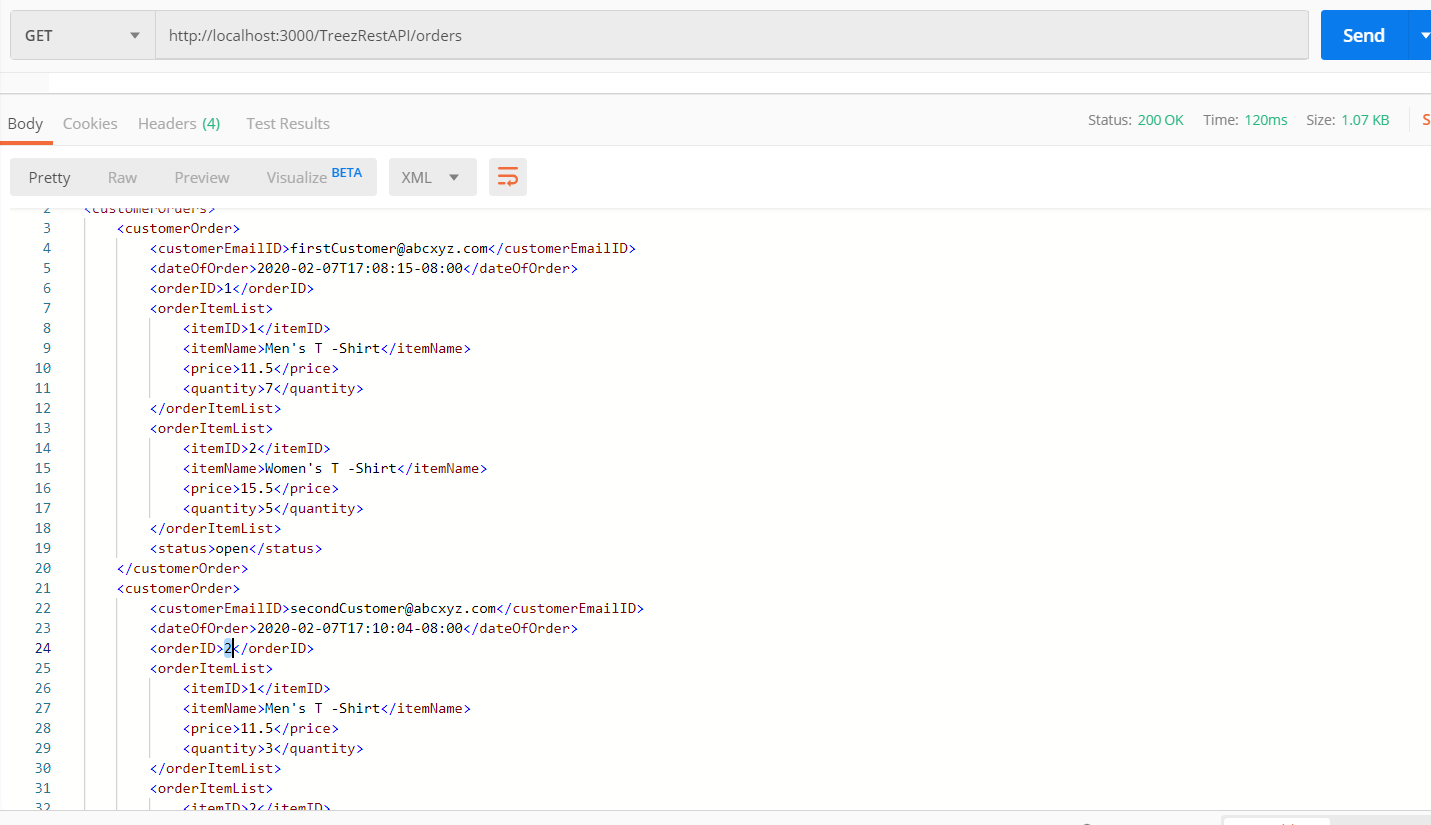 GET http://localhost:3000/TreezRestAPI/orders Send
Body Cookies Headers (4) Test Results Status: 200 OK Time: 120ms Size: 1.07 KB S
Pretty Raw Preview Visualize BETA XML
2 <customerOrders>
3 <customerOrder>
4 <customerEmailID>firstCustomer@abcxyz.com</customerEmailID>
5 <dateOfOrder>2020-02-07T17:08:15-08:00</dateOfOrder>
6 <orderID>1</orderID>
7 <orderItemList>
8 <itemID>1</itemID>
9 <itemName>Men's T -Shirt</itemName>
10 <price>11.5</price>
11 <quantity>7</quantity>
12 </orderItemList>
13 <orderItemList>
14 <itemID>2</itemID>
15 <itemName>Women's T -Shirt</itemName>
16 <price>15.5</price>
17 <quantity>5</quantity>
18 </orderItemList>
19 <status>open</status>
20 </customerOrder>
21 <customerOrder>
22 <customerEmailID>secondCustomer@abcxyz.com</customerEmailID>
23 <dateOfOrder>2020-02-07T17:10:04-08:00</dateOfOrder>
24 <orderID>2</orderID>
25 <orderItemList>
26 <itemID>1</itemID>
27 <itemName>Men's T -Shirt</itemName>
28 <price>11.5</price>
29 <quantity>3</quantity>
30 </orderItemList>
31 <orderItemList>
32 <itemID>2</itemID>